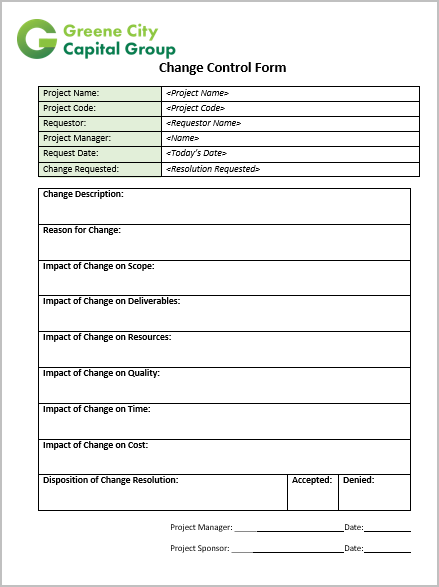 Greene City
Capital Group
Change Control Form
Project Name: <Project Name>
Project Code: <Project Code>
Requestor: <Requestor Name>
Project Manager: <Name>
Request Date: <Today's Date>
Change Requested: <Resolution Requested>
Change Description:
Reason for Change:
Impact of Change on Scope:
Impact of Change on Deliverables:
Impact of Change on Resources:
Impact of Change on Quality:
Impact of Change on Time:
Impact of Change on Cost:
Disposition of Change Resolution: Accepted: Denied:
Project Manager: ____________________Date:__________
Project Sponsor: ____________________Date:__________